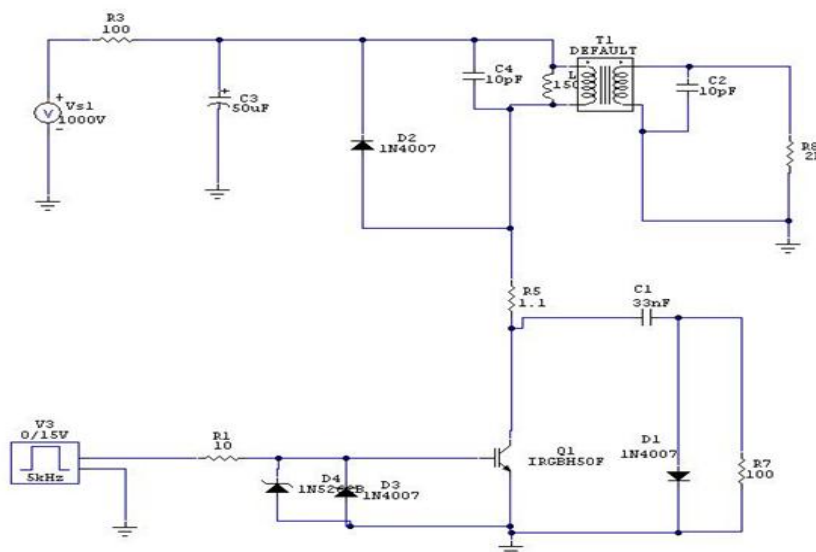 R3
100
T1
DEFAULT
C4
10pF
C2
10pF
Vs1
1000V
V
C3
50uF
D2
1N4007
R5
1.1
C1
33nF
V3
0/15V
5kHz
R1
10
D4
D3
1N4007
Q1
IRGBH50F
D1
1N4007
R7
100